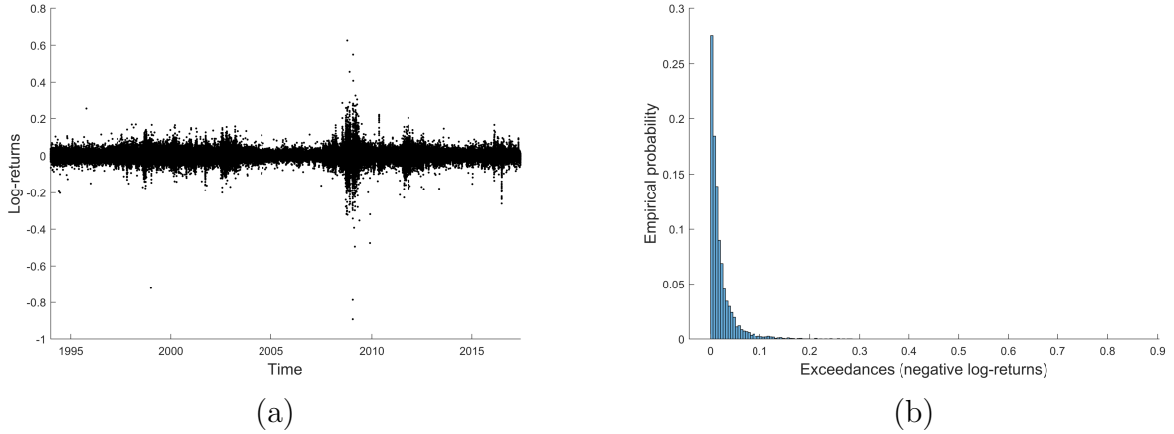 0.8
0.6
0.4
0.2
0
-0.2
-0.4
-0.6
-0.8
-1
Log-returns
1995 2000 2005 2010 2015
Time
(a)
0.3
0.25
0.2
0.15
0.1
0.05
0
Empirical probability
0 0.1 0.2 0.3 0.4 0.5 0.6 0.7 0.8 0.9
Exceedances (negative log-returns)
(b)